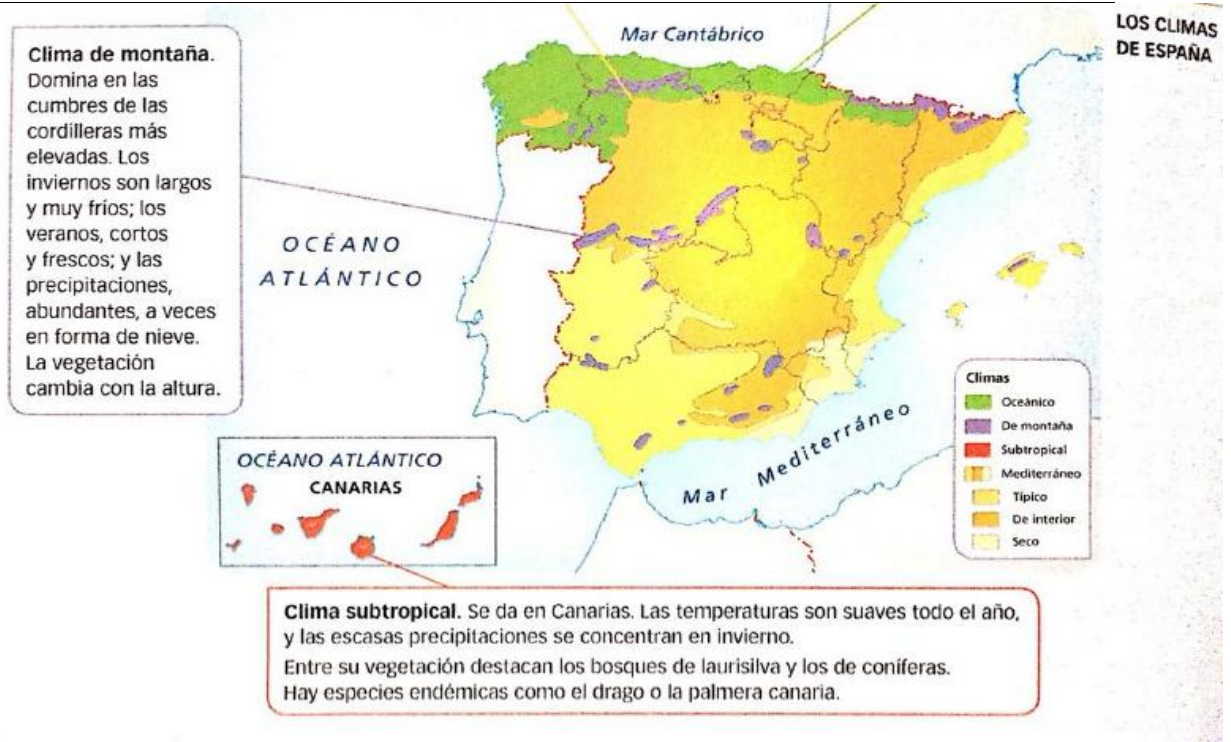 LOS CLIMAS
DE ESPAÑA
Clima de montaña.
Domina en las
cumbres de las
cordilleras más
elevadas. Los
inviernos son largos
y muy fríos; los
veranos, cortos
y frescos; y las
precipitaciones,
abundantes, a veces
en forma de nieve.
La vegetación
cambia con la altura.
Mar Cantábrico
OCÉANO
ATLÁNTICO
Mar Mediterráneo
Climas
Oceánico
De montaña
Subtropical
Mediterráneo
Típico
De interior
Seco
OCÉANO ATLÁNTICO
CANARIAS
Clima subtropical. Se da en Canarias. Las temperaturas son suaves todo el año,
y las escasas precipitaciones se concentran en invierno.
Entre su vegetación destacan los bosques de laurisilva y los de coníferas.
Hay especies endémicas como el drago o la palmera canaria.